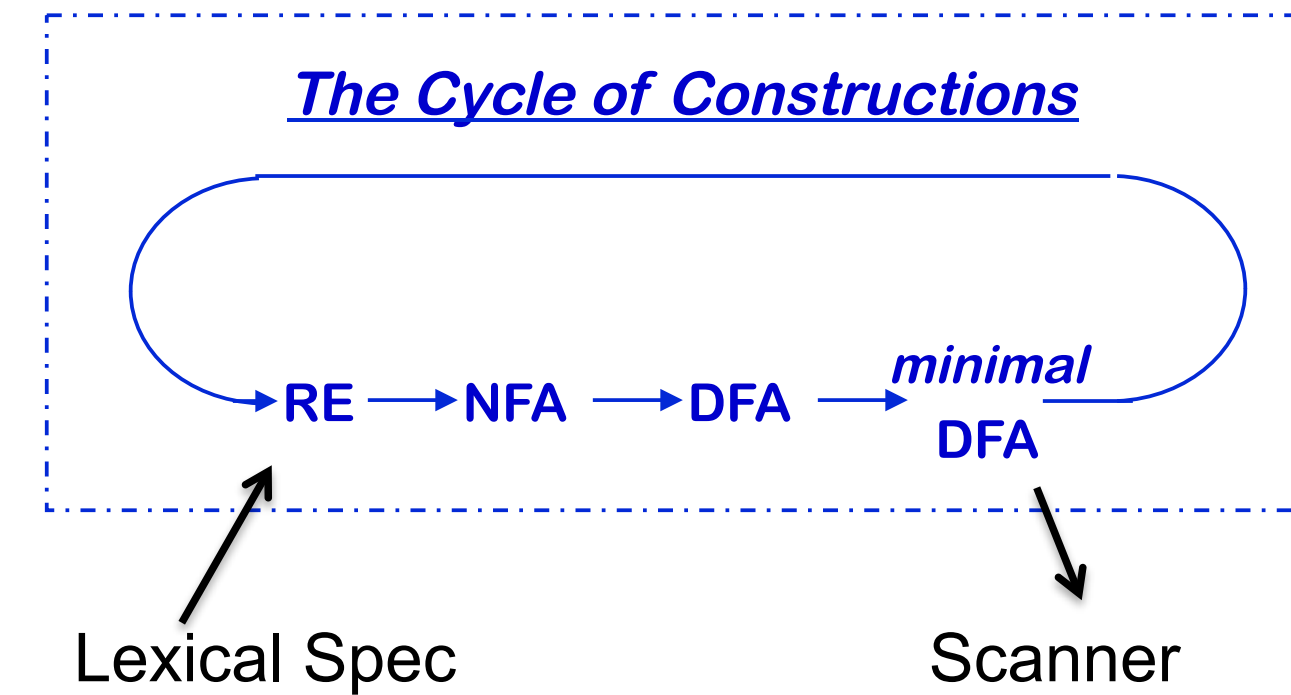 The Cycle of Constructions
minimal
RE NFA DFA DFA
Lexical Spec Scanner